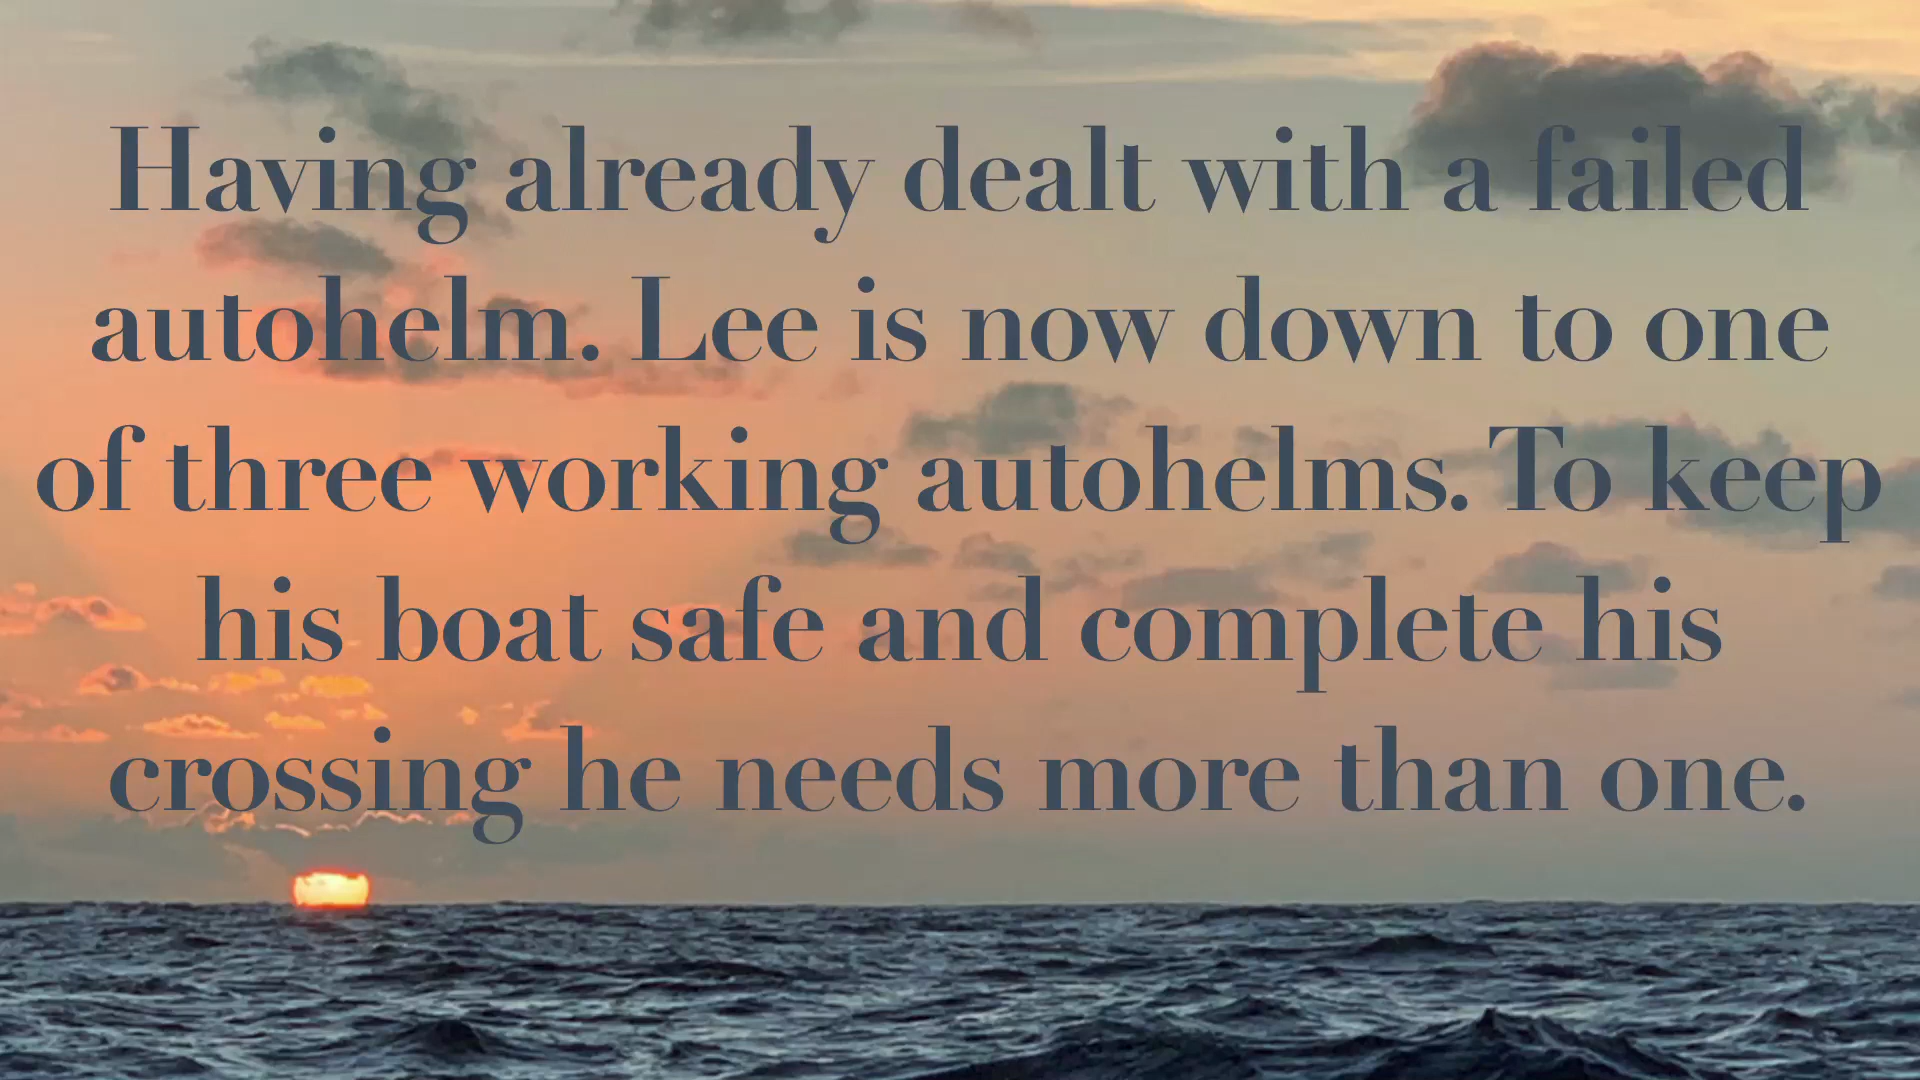 Having already dealt with a failed
autohelm. Lee is now down to one
of three working autohelms. To keep
his boat safe and complete his
crossing he needs more than one.